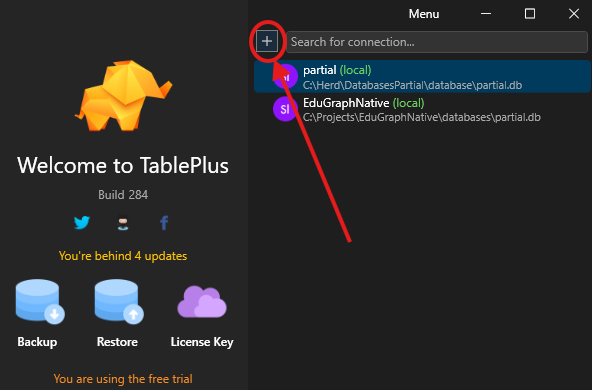 Menu
Search for connection...
SI partial (local)
C:\Herd\DatabasesPartial\database\partial.db
SI EduGraphNative (local)
C:\Projects\EduGraphNative\databases\partial.db
Welcome to TablePlus
Build 284
You're behind 4 updates
Backup Restore License Key
You are using the free trial